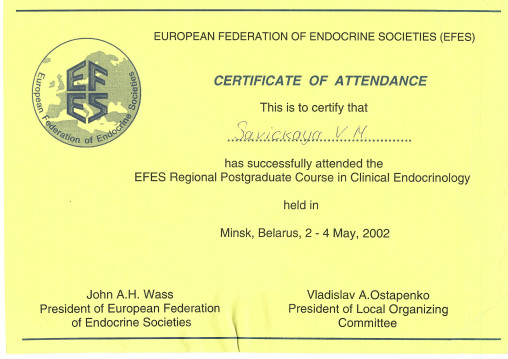 EUROPEAN FEDERATION OF ENDOCRINE SOCIETIES (EFES)
EF
ES
European Federation of Endocrine Societies
CERTIFICATE OF ATTENDANCE
This is to certify that
Savickaya V M
has successfully attended the
EFES Regional Postgraduate Course in Clinical Endocrinology
held in
Minsk, Belarus, 2 - 4 May, 2002
John A.H. Wass
President of European Federation
of Endocrine Societies
Vladislav A.Ostapenko
President of Local Organizing
Committee